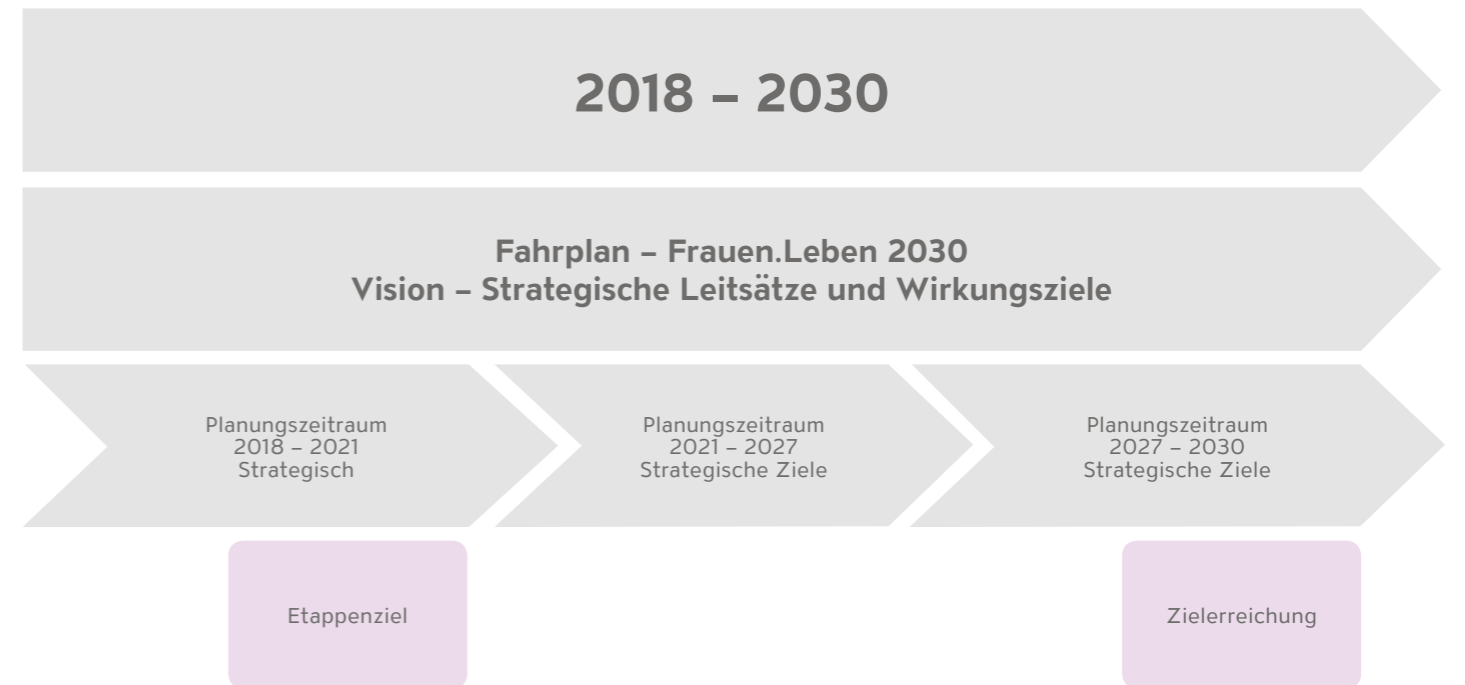 2018 – 2030
Fahrplan – Frauen.Leben 2030
Vision – Strategische Leitsätze und Wirkungsziele
Planungszeitraum
2018 – 2021
Strategisch
Planungszeitraum
2021 – 2027
Strategische Ziele
Planungszeitraum
2027 – 2030
Strategische Ziele
Etappenziel
Zielerreichung